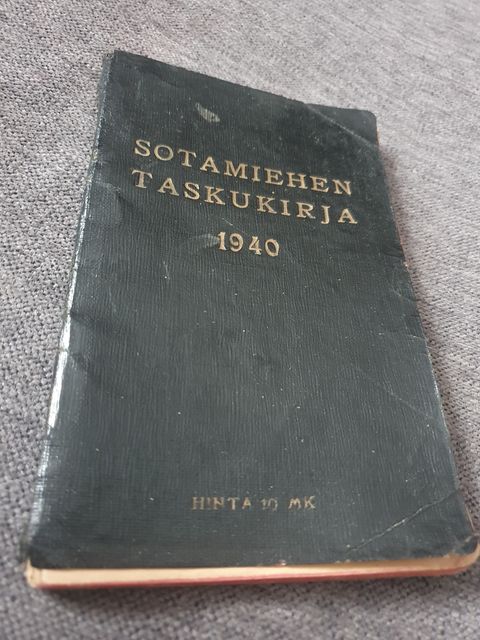 SOTAMIEHEN
TASKUKIRJA
1940
HINTA 10 MK